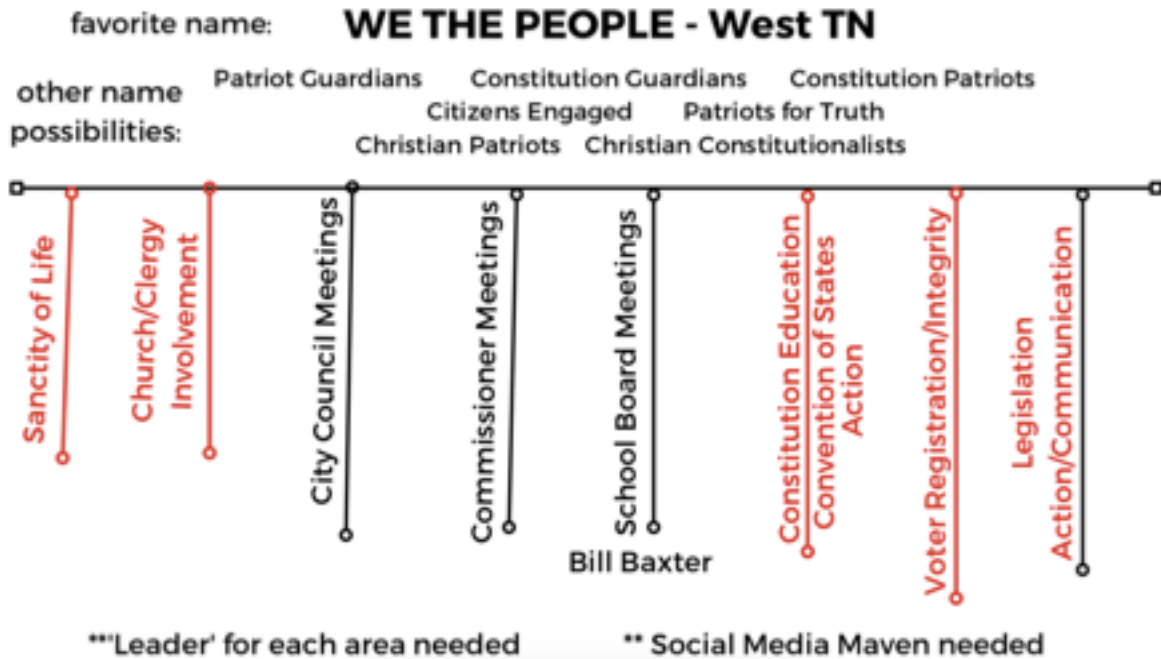 favorite name: WE THE PEOPLE - West TN
other name
possibilities:
Patriot Guardians Constitution Guardians Constitution Patriots
Citizens Engaged Patriots for Truth
Christian Patriots Christian Constitutionalists
Sanctity of Life
Church/Clergy
Involvement
City Council Meetings
Commissioner Meetings
School Board Meetings
Bill Baxter
Constitution Education
Convention of States
Action
Voter Registration/Integrity
Legislation
Action/Communication
**'Leader' for each area needed ** Social Media Maven needed